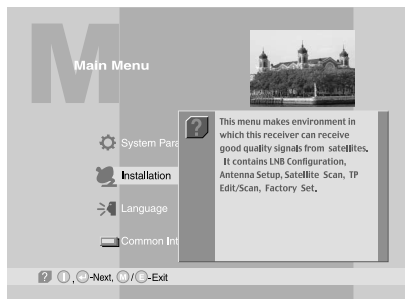 M
Main Menu
System Para
?
This menu makes environment in
which this receiver can receive
good quality signals from satellites.
It contains LNB Configuration,
Antenna Setup, Satellite Scan, TP
Edit/Scan, Factory Set.
Installation
Language
Common Int
? i, -Next, M/E-Exit